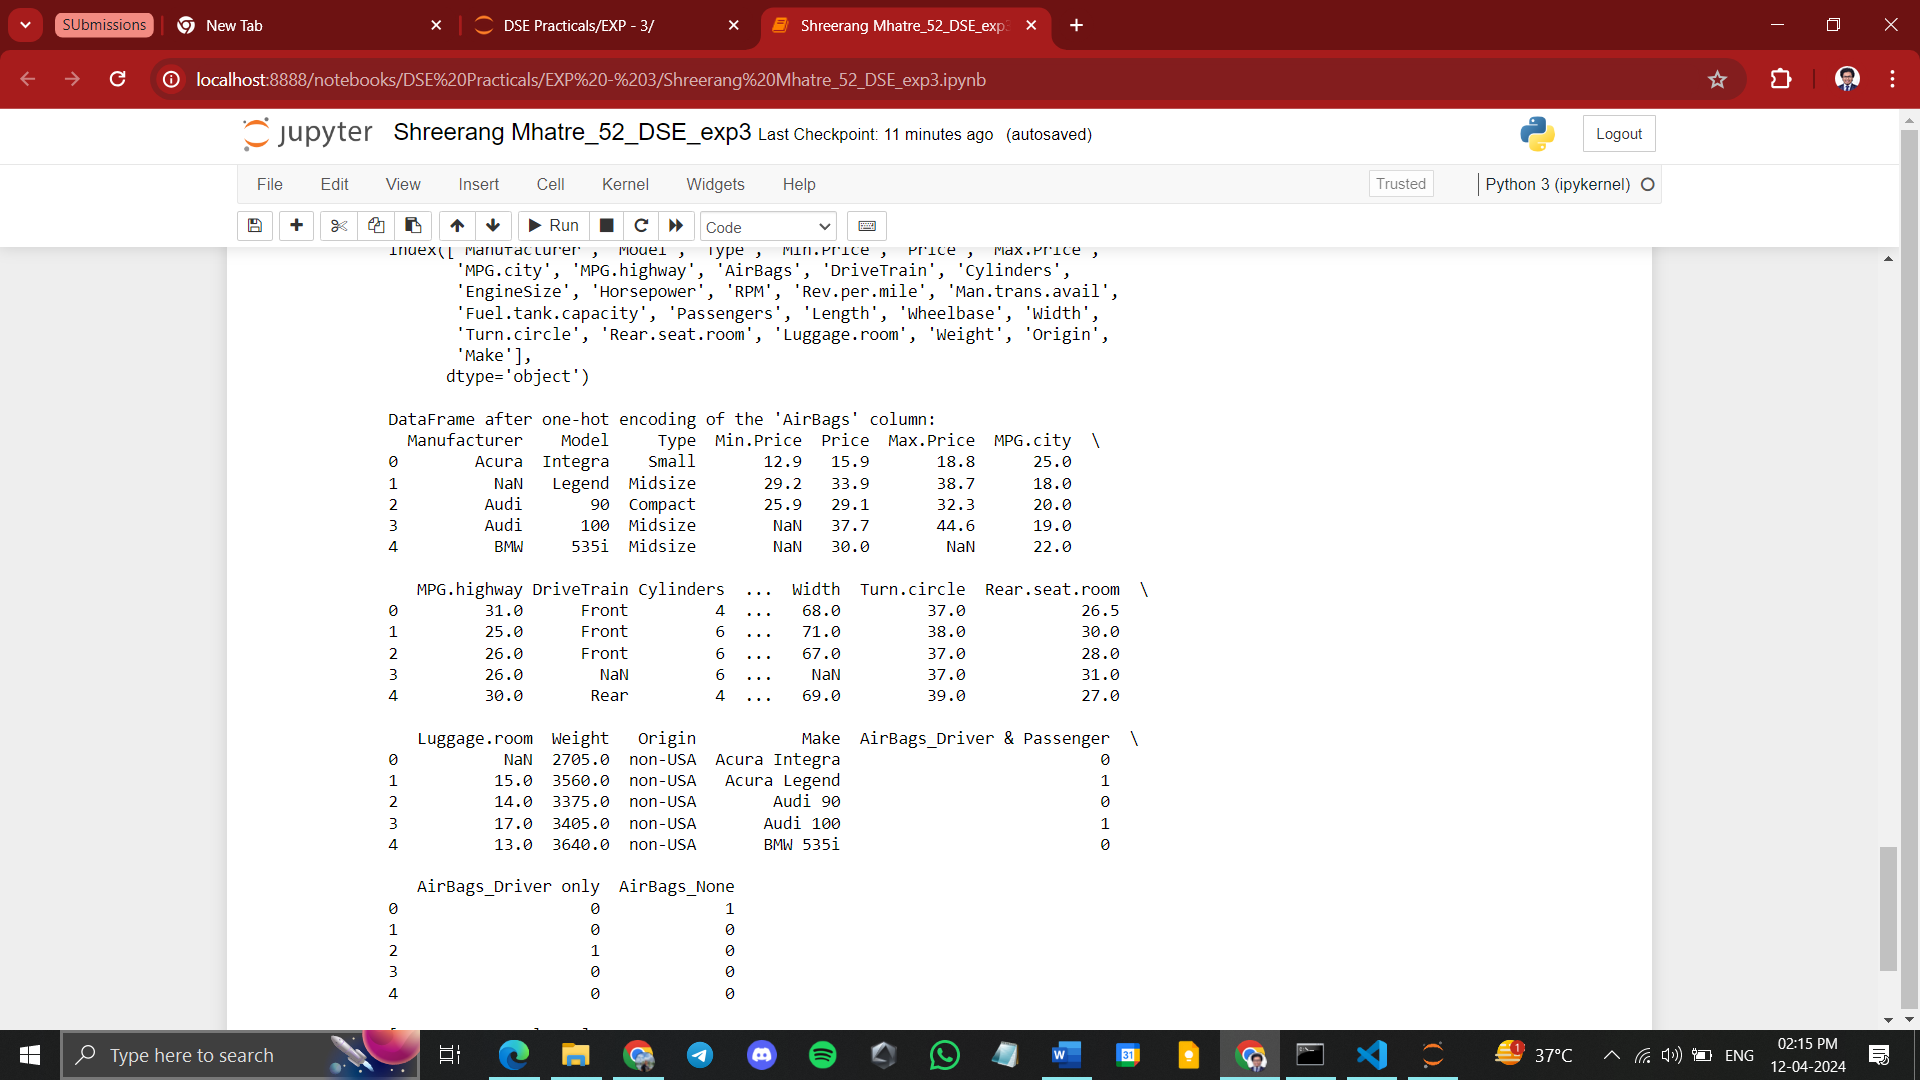 SUbmissions New Tab DSE Practicals/EXP - 3/ Shreerang Mhatre_52_DSE_exp3
localhost:8888/notebooks/DSE%20Practicals/EXP%20-%203/Shreerang%20Mhatre_52_DSE_exp3.ipynb
jupyter Shreerang Mhatre_52_DSE_exp3 Last Checkpoint: 11 minutes ago (autosaved) Logout
File Edit View Insert Cell Kernel Widgets Help Trusted Python 3 (ipykernel)
Run Code
Index(['Manufacturer', 'Model', 'Type', 'Min.Price', 'Price', 'Max.Price',
'MPG.city', 'MPG.highway', 'AirBags', 'DriveTrain', 'Cylinders',
'EngineSize', 'Horsepower', 'RPM', 'Rev.per.mile', 'Man.trans.avail',
'Fuel.tank.capacity', 'Passengers', 'Length', 'Wheelbase', 'Width',
'Turn.circle', 'Rear.seat.room', 'Luggage.room', 'Weight', 'Origin',
'Make'],
dtype='object')
DataFrame after one-hot encoding of the 'AirBags' column:
Manufacturer Model Type Min.Price Price Max.Price MPG.city \
0 Acura Integra Small 12.9 15.9 18.8 25.0
1 NaN Legend Midsize 29.2 33.9 38.7 18.0
2 Audi 90 Compact 25.9 29.1 32.3 20.0
3 Audi 100 Midsize NaN 37.7 44.6 19.0
4 BMW 535i Midsize NaN 30.0 NaN 22.0
MPG.highway DriveTrain Cylinders ... Width Turn.circle Rear.seat.room \
0 31.0 Front 4 ... 68.0 37.0 26.5
1 25.0 Front 6 ... 71.0 38.0 30.0
2 26.0 Front 6 ... 67.0 37.0 28.0
3 26.0 NaN 6 ... NaN 37.0 31.0
4 30.0 Rear 4 ... 69.0 39.0 27.0
Luggage.room Weight Origin Make AirBags_Driver & Passenger \
0 NaN 2705.0 non-USA Acura Integra 0
1 15.0 3560.0 non-USA Acura Legend 1
2 14.0 3375.0 non-USA Audi 90 0
3 17.0 3405.0 non-USA Audi 100 1
4 13.0 3640.0 non-USA BMW 535i 0
AirBags_Driver only AirBags_None
0 0 1
1 0 0
2 1 0
3 0 0
4 0 0
Type here to search 31 1 37°C ENG 02:15 PM
12-04-2024